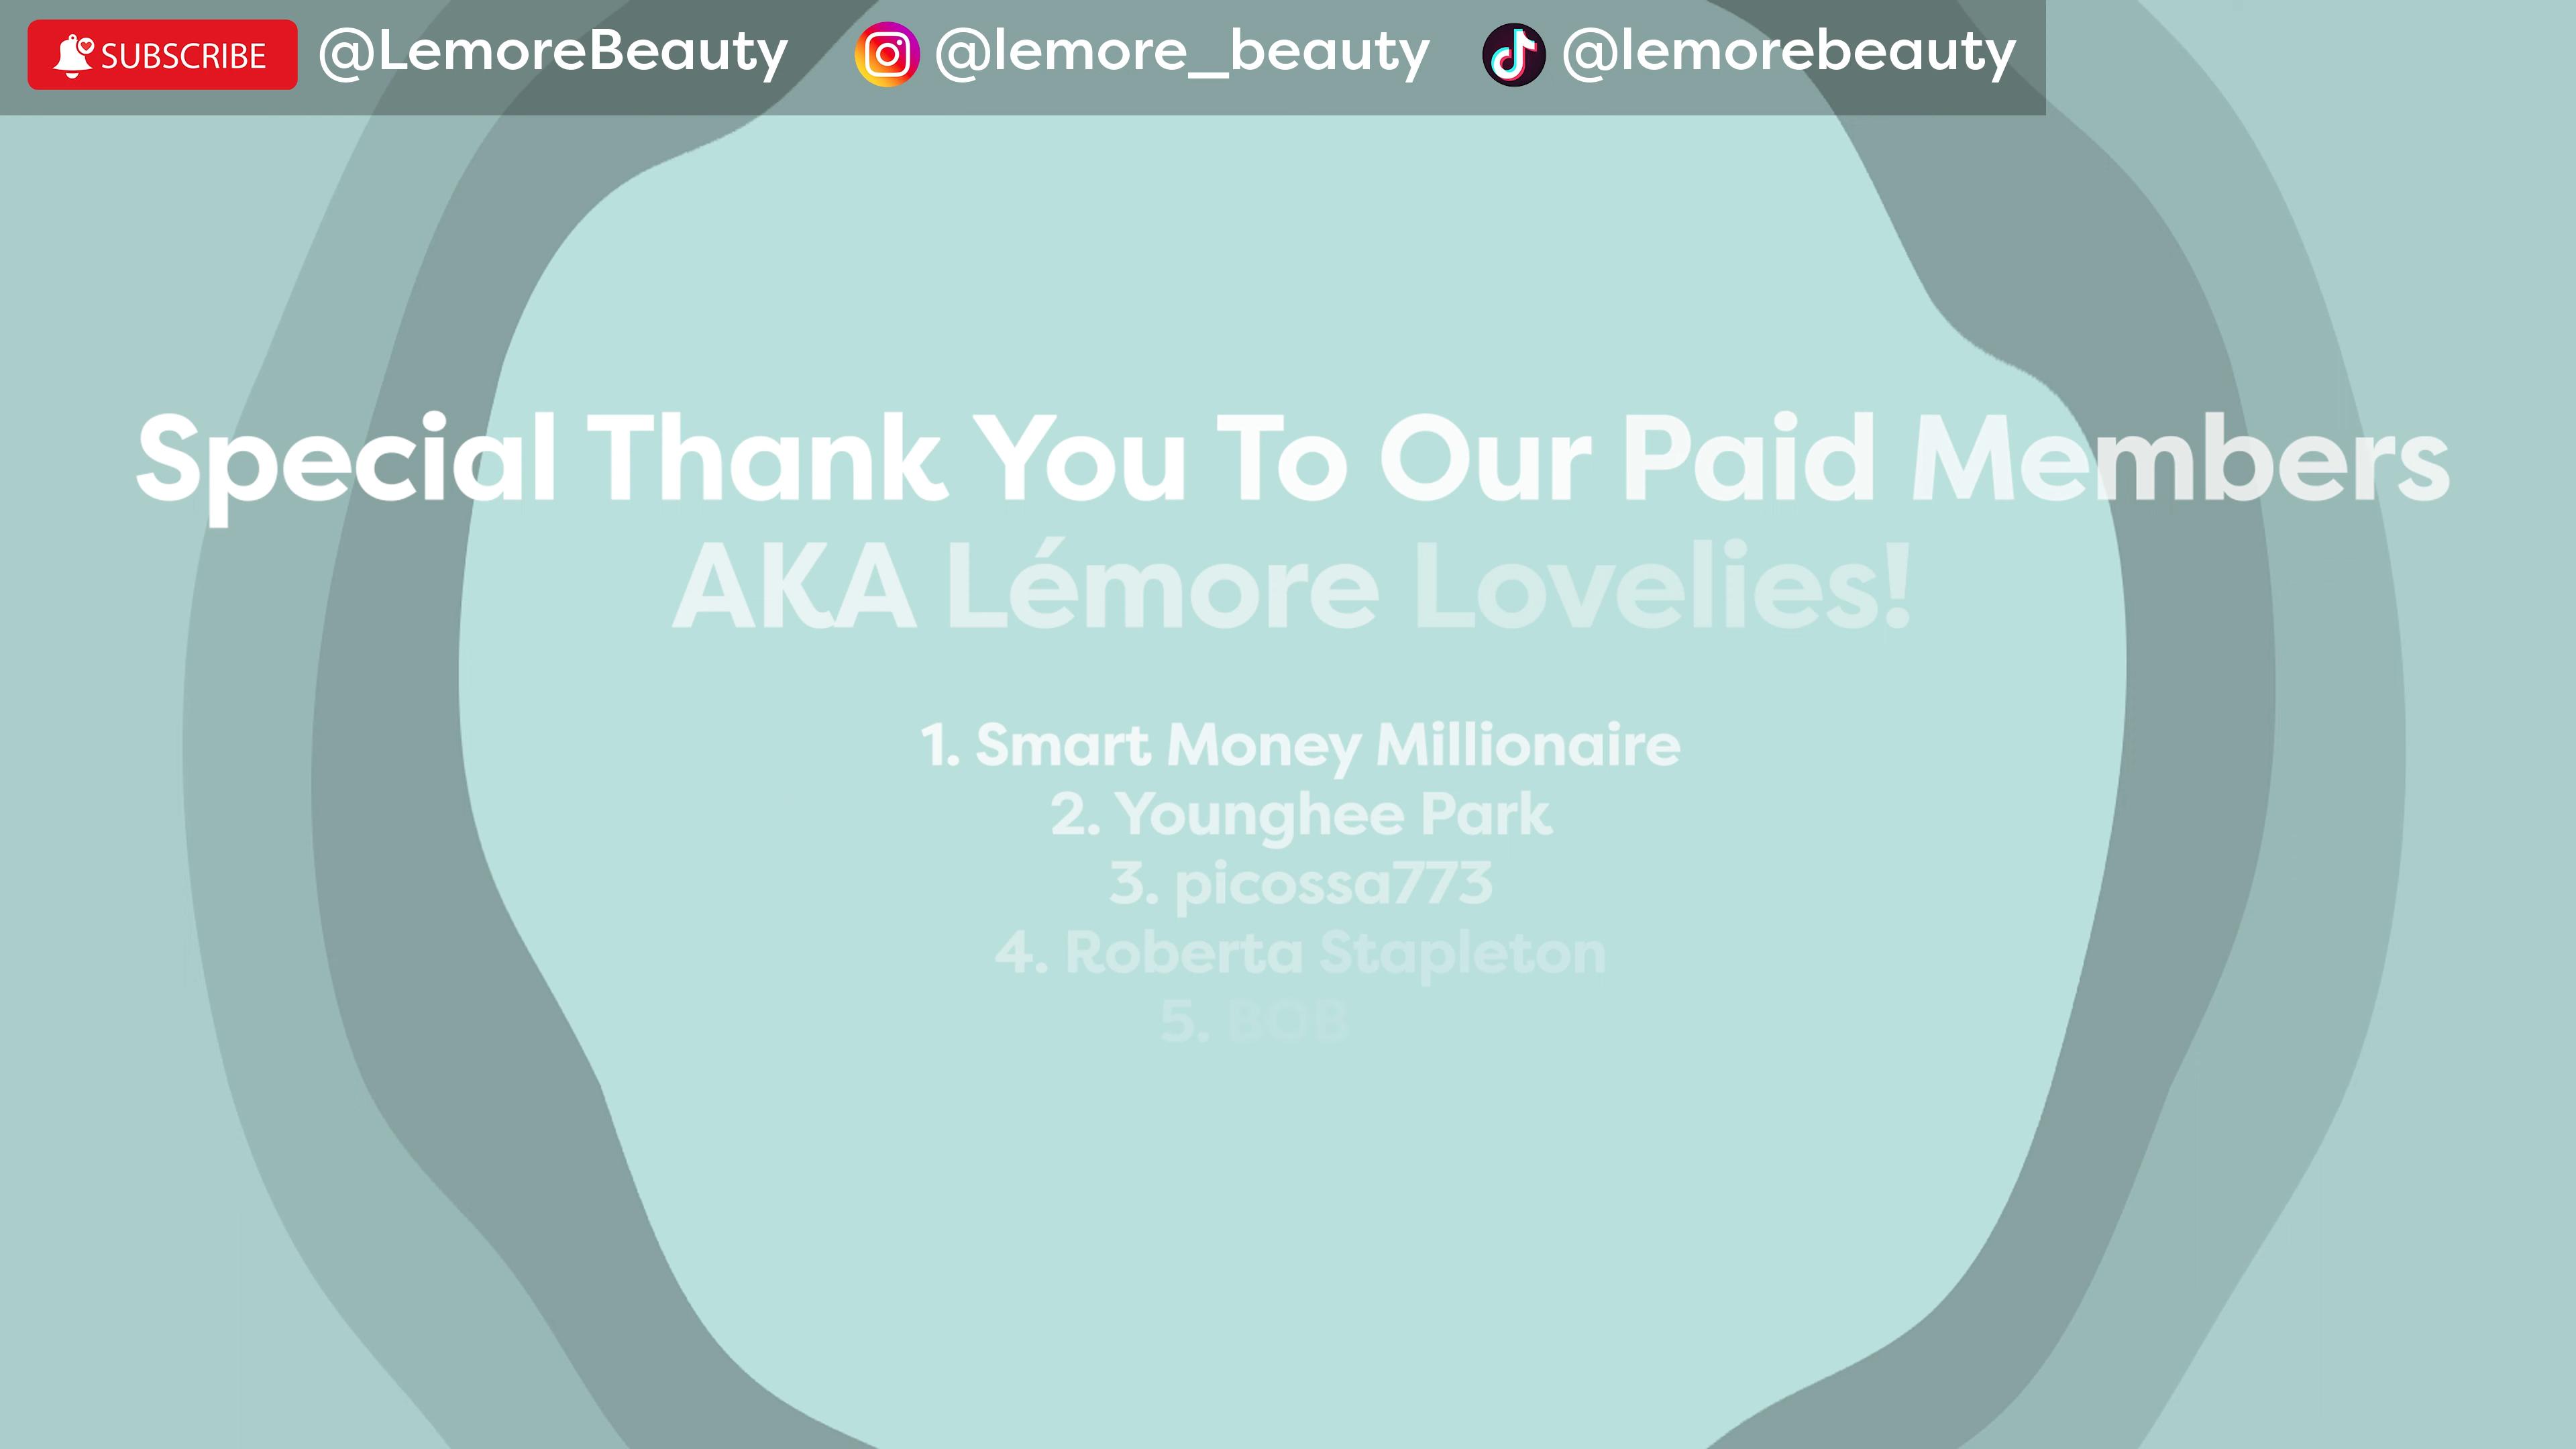 SUBSCRIBE @LemoreBeauty @lemore_beauty @lemorebeauty
Special Thank You To Our Paid Members
AKA Lémore Lovelies!
1. Smart Money Millionaire
2. Younghee Park
3. picossa773
4. Roberta Stapleton
5. BOB